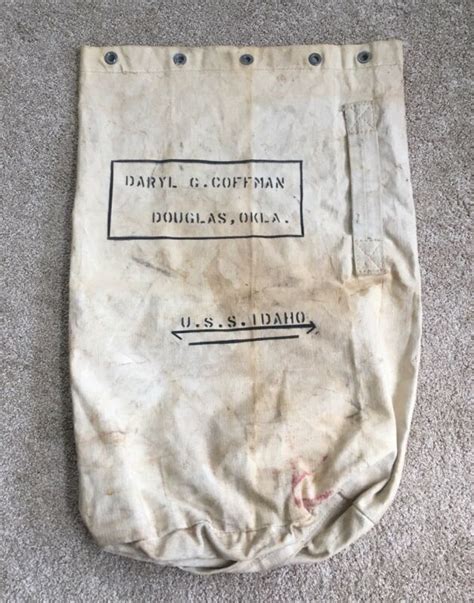 DARYL G. COFFMAN
DOUGLAS, OKLA.
U.S.S. IDAHO